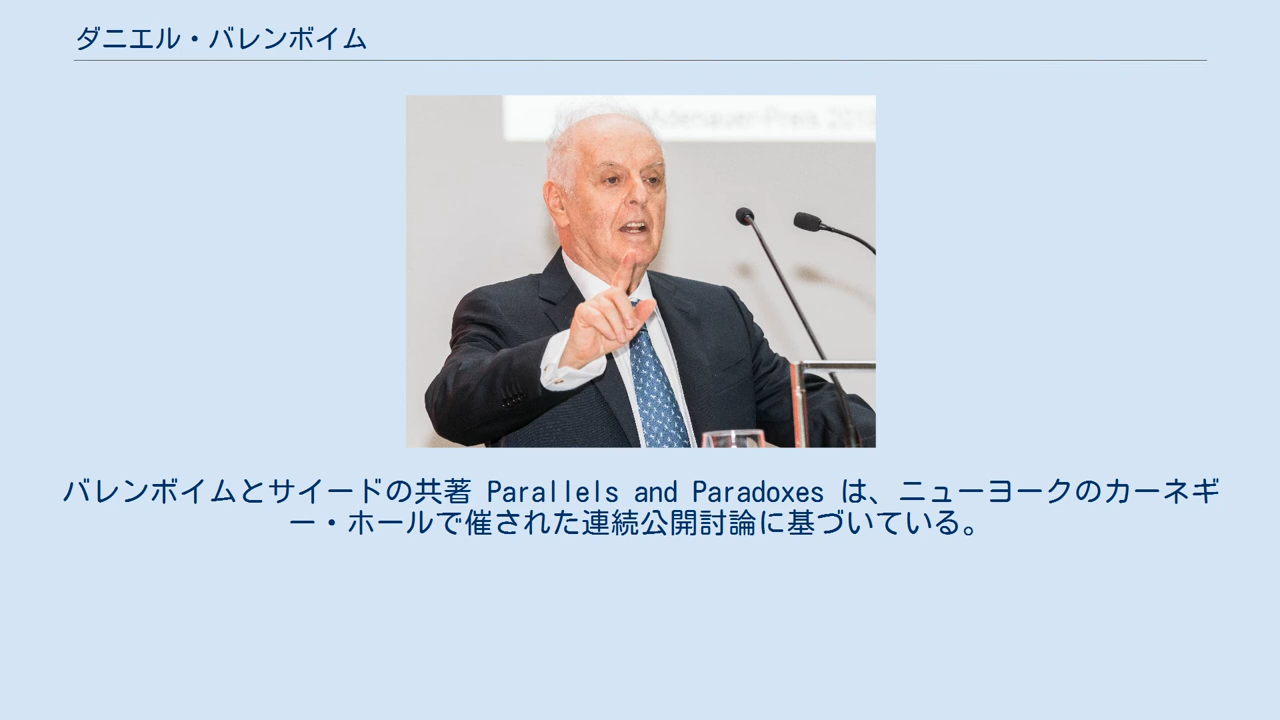 ダニエル・バレンボイム
Adenauer-Preis 201
バレンボイムとサイードの共著 Parallels and Paradoxes は、ニューヨークのカーネギ
ー・ホールで催された連続公開討論に基づいている。